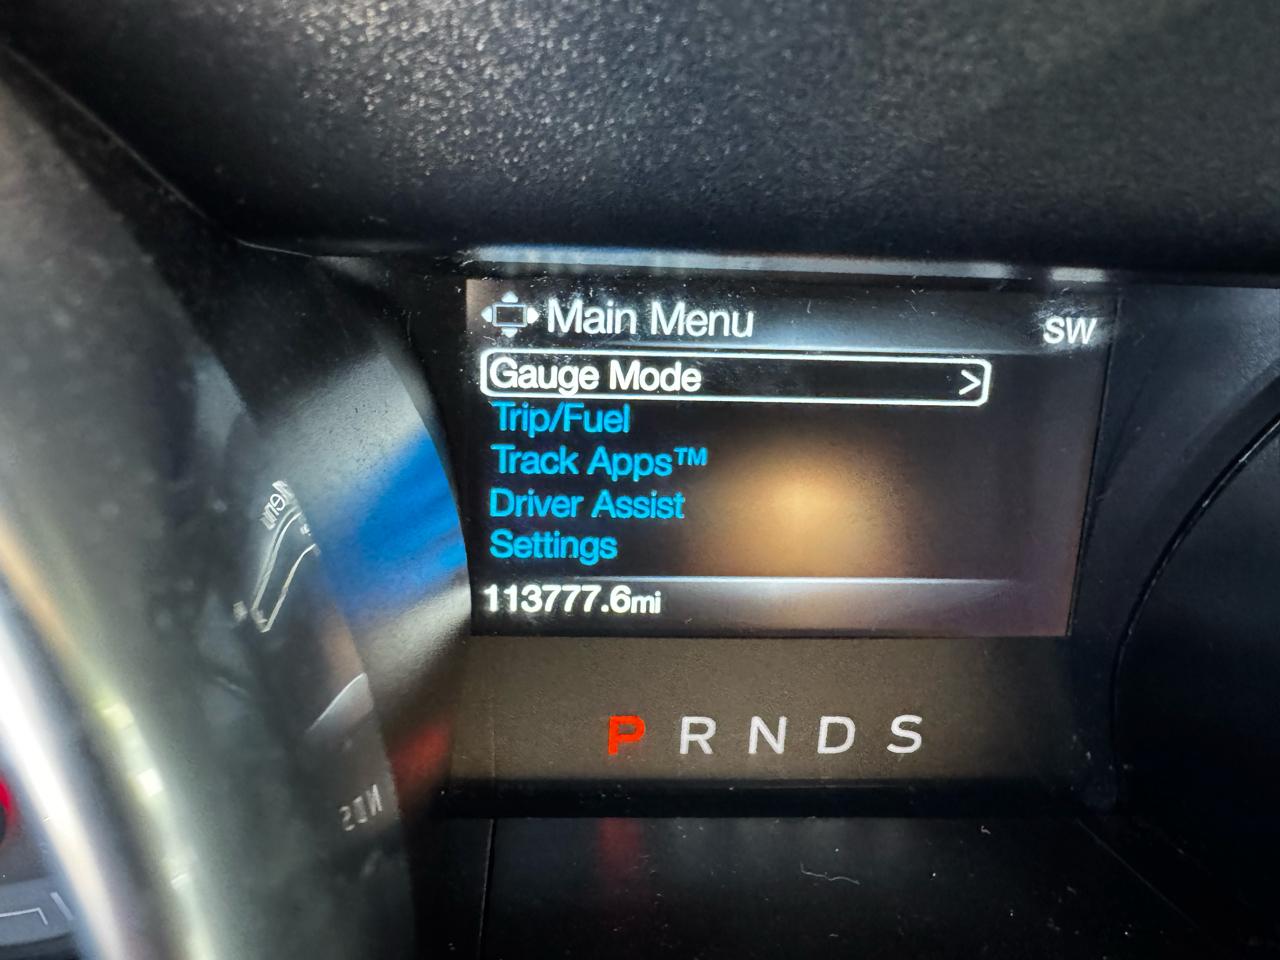 Main Menu
SW
Gauge Mode >
Trip/Fuel
Track Apps™
Driver Assist
Settings
113777.6mi
P R N D S